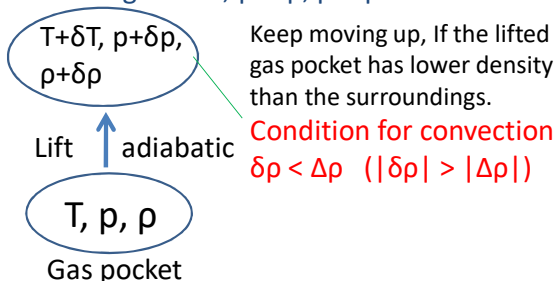 T+δT, p+δp,
ρ+δρ
Keep moving up, If the lifted
gas pocket has lower density
than the surroundings.
Condition for convection
δρ < Δρ (|δρ| > |Δρ|)
Lift adiabatic
T, p, ρ
Gas pocket